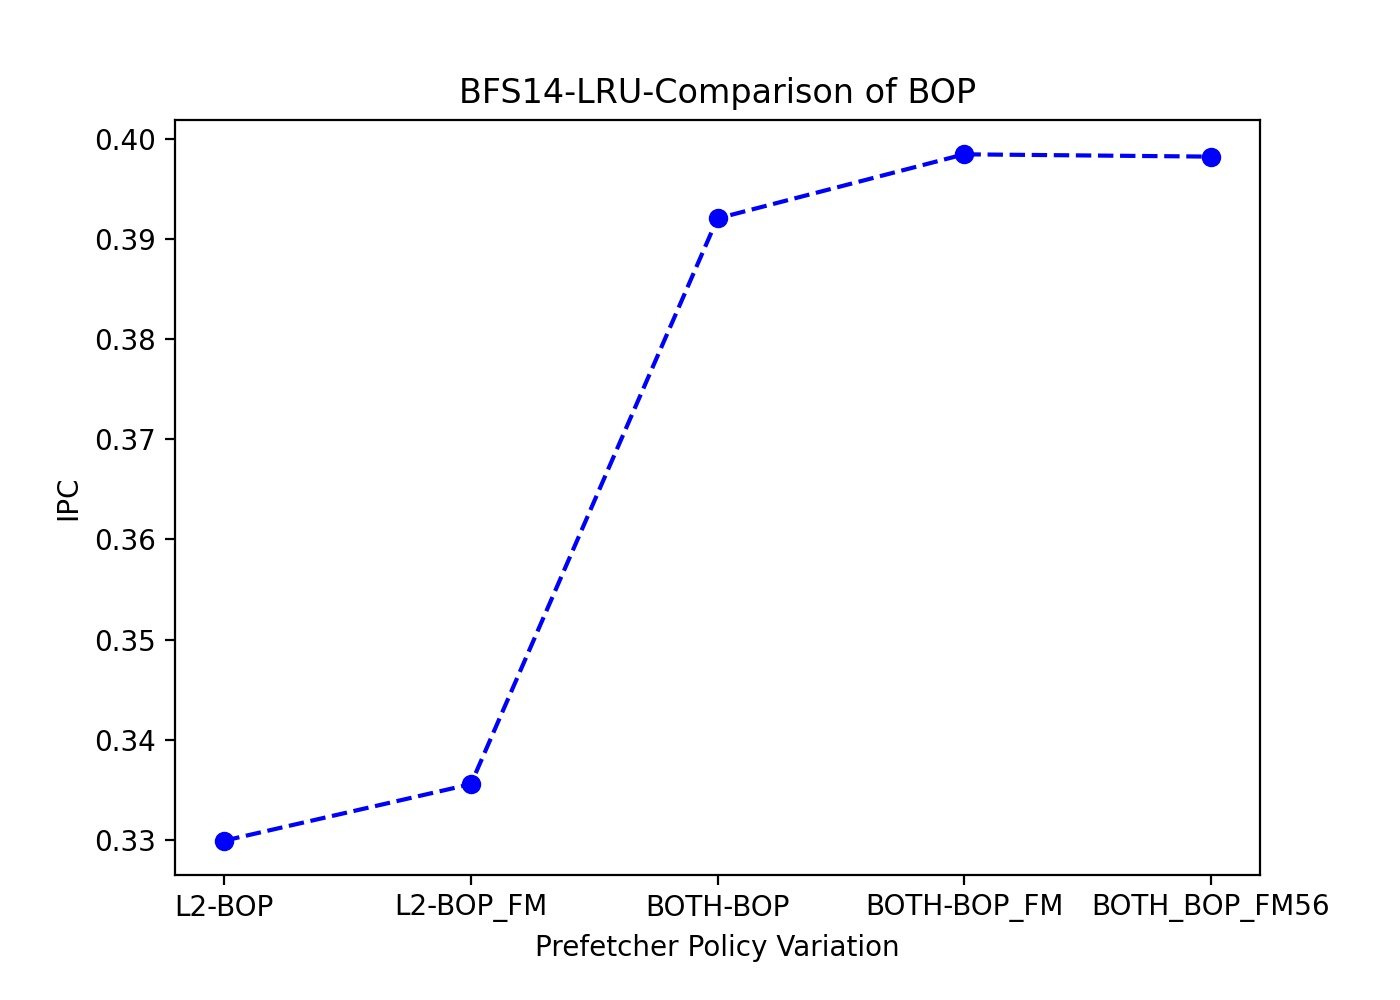 BFS14-LRU-Comparison of BOP
0.40
0.39
0.38
0.37
0.36
0.35
0.34
0.33
IPC
L2-BOP
L2-BOP_FM
BOTH-BOP
BOTH-BOP_FM
BOTH_BOP_FM56
Prefetcher Policy Variation